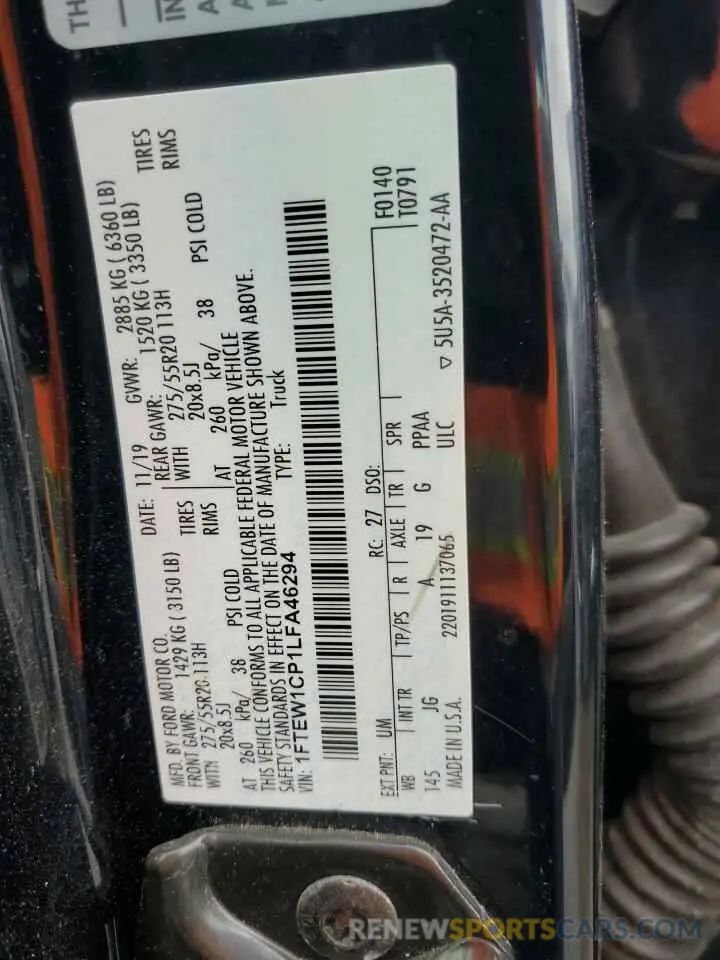 TH
IN
MFD. BY FORD MOTOR CO. DATE: 11/19 GVWR: 2885 KG ( 6360 LB)
FRONT GAWR: 1429 KG ( 3150 LB) REAR GAWR: 1520 KG ( 3350 LB)
WITH 275/55R20 113H TIRES WITH 275/55R20 113H TIRES
20x8.5J RIMS 20x8.5J RIMS
AT 260 kPa/ 38 PSI COLD AT 260 kPa/ 38 PSI COLD
THIS VEHICLE CONFORMS TO ALL APPLICABLE FEDERAL MOTOR VEHICLE
SAFETY STANDARDS IN EFFECT ON THE DATE OF MANUFACTURE SHOWN ABOVE.
VIN: 1FTEW1CP1LFA46294 TYPE: Truck
F0140
T0791
EXT PNT: UM RC: 27 DSO:
WB INT TR TP/PS R AXLE TR SPR
145 JG A 19 G PPAA
ULC
MADE IN U.S.A. 2201911137065 ▽ 5U5A-3520472-AA
RENEWSPORTSCARS.COM